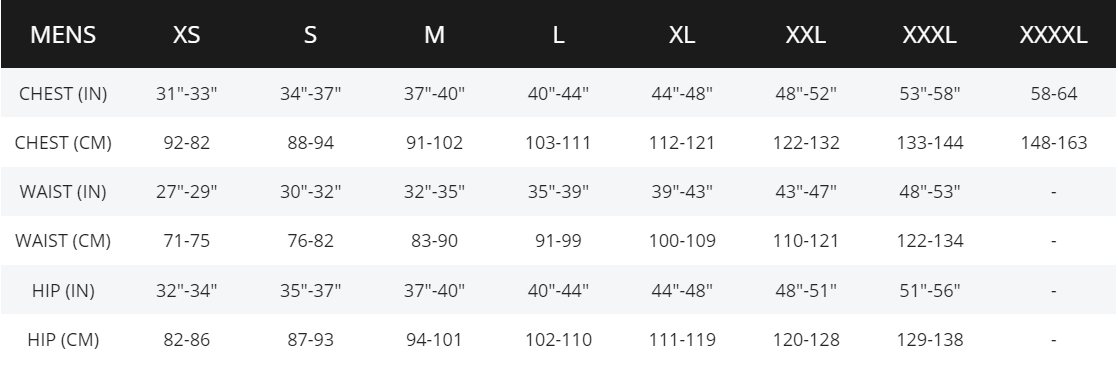 MENS XS S M L XL XXL XXXL XXXXL
CHEST (IN) 31"-33" 34"-37" 37"-40" 40"-44" 44"-48" 48"-52" 53"-58" 58-64
CHEST (CM) 92-82 88-94 91-102 103-111 112-121 122-132 133-144 148-163
WAIST (IN) 27"-29" 30"-32" 32"-35" 35"-39" 39"-43" 43"-47" 48"-53" -
WAIST (CM) 71-75 76-82 83-90 91-99 100-109 110-121 122-134 -
HIP (IN) 32"-34" 35"-37" 37"-40" 40"-44" 44"-48" 48"-51" 51"-56" -
HIP (CM) 82-86 87-93 94-101 102-110 111-119 120-128 129-138 -